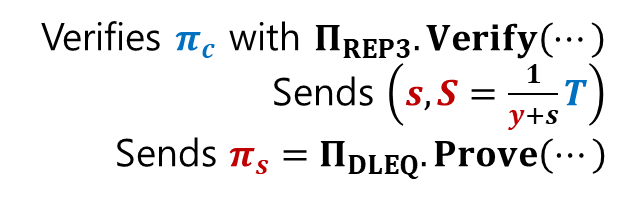 Verifies π_c with Π_REP3.Verify(⋯)
Sends (s, S = 1/(y+s) T)
Sends π_s = Π_DLEQ.Prove(⋯)